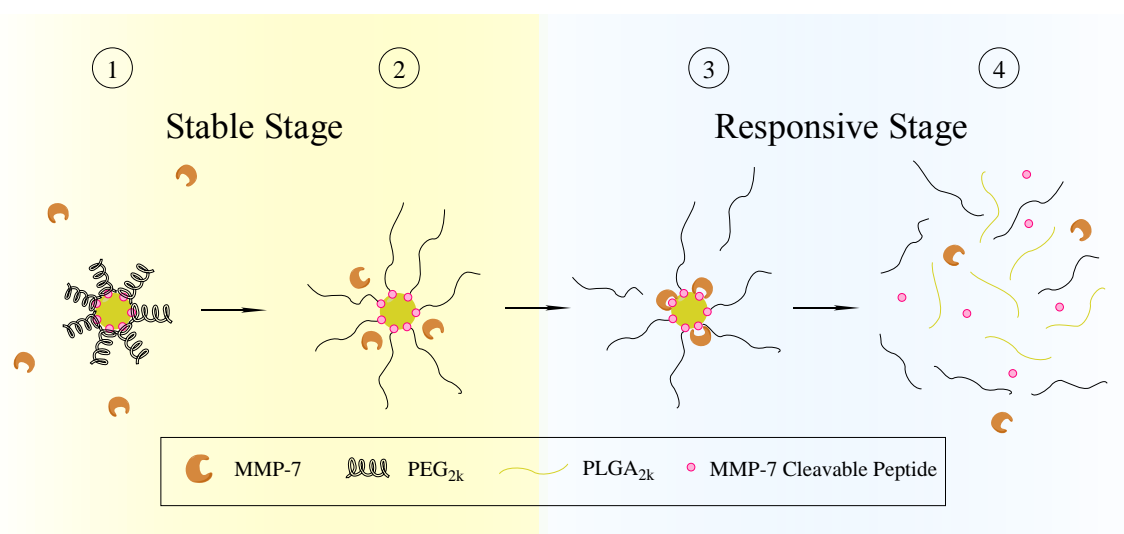 1
2
3
4
Stable Stage
Responsive Stage
MMP-7
PEG2k
PLGA2k
MMP-7 Cleavable Peptide